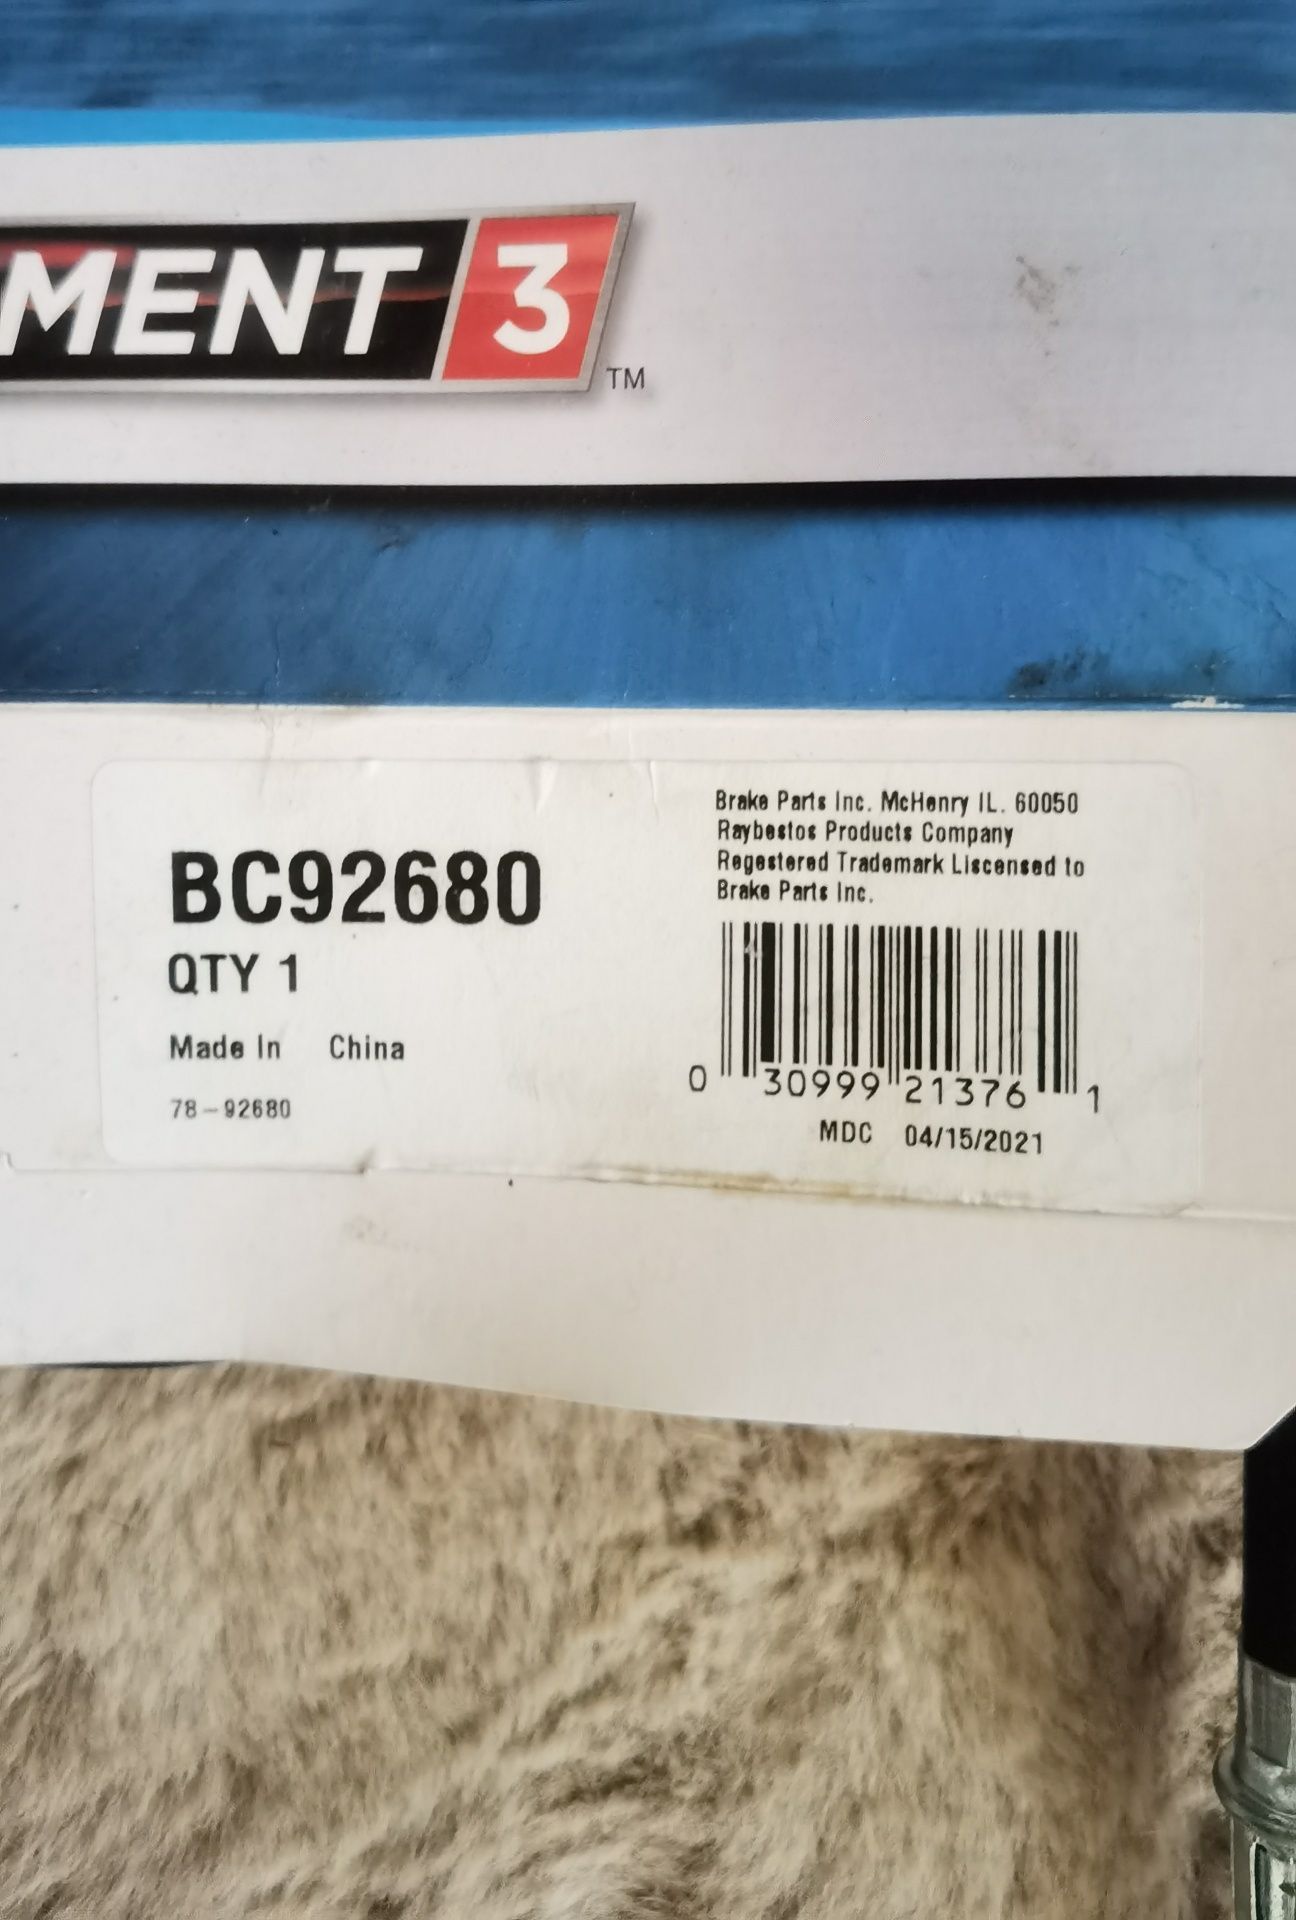 MENT 3 TM
BC92680
QTY 1
Made In China
78-92680
Brake Parts Inc. McHenry IL. 60050
Raybestos Products Company
Regestered Trademark Liscensed to
Brake Parts Inc.
0 30999 21376 1
MDC 04/15/2021